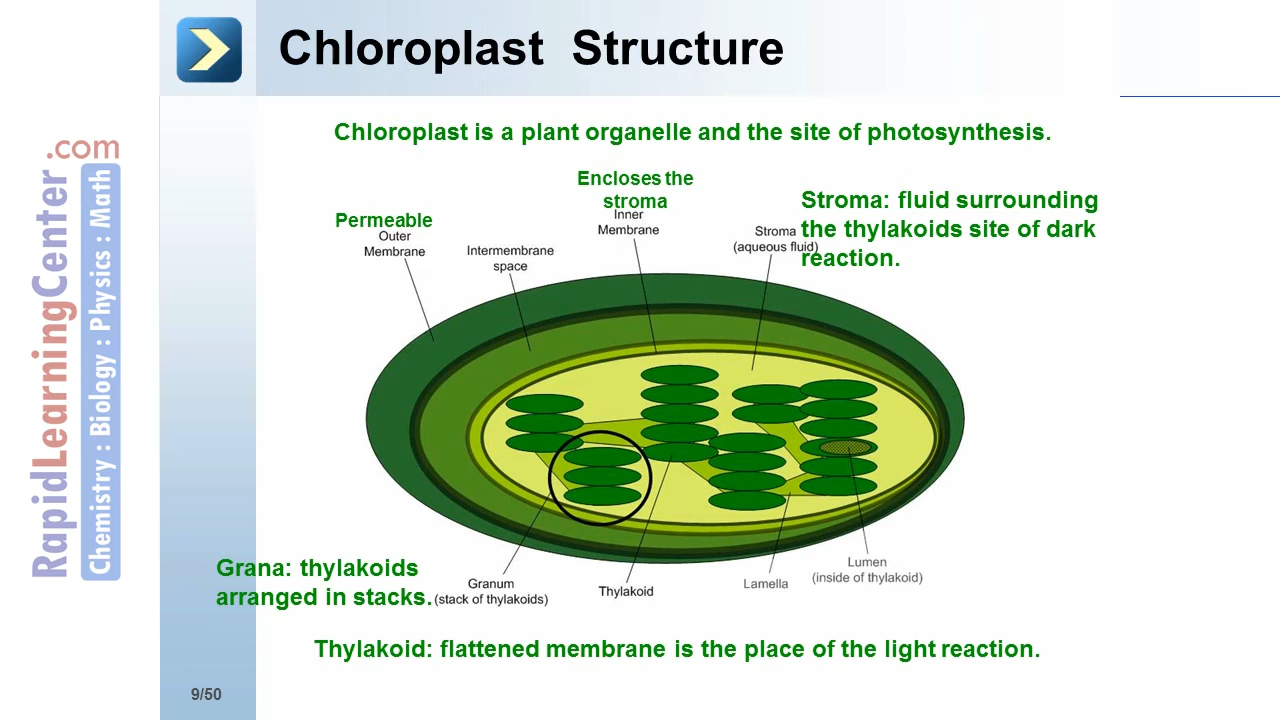 Chloroplast Structure
Chloroplast is a plant organelle and the site of photosynthesis.
Encloses the
stroma
Inner
Membrane
Permeable
Outer
Membrane
Intermembrane
space
Stroma
(aqueous fluid)
Stroma: fluid surrounding
the thylakoids site of dark
reaction.
Grana: thylakoids
arranged in stacks.
Granum
(stack of thylakoids)
Thylakoid
Lamella
Lumen
(inside of thylakoid)
Thylakoid: flattened membrane is the place of the light reaction.
9/50
RapidLearningCenter.com
Chemistry : Biology : Physics : Math